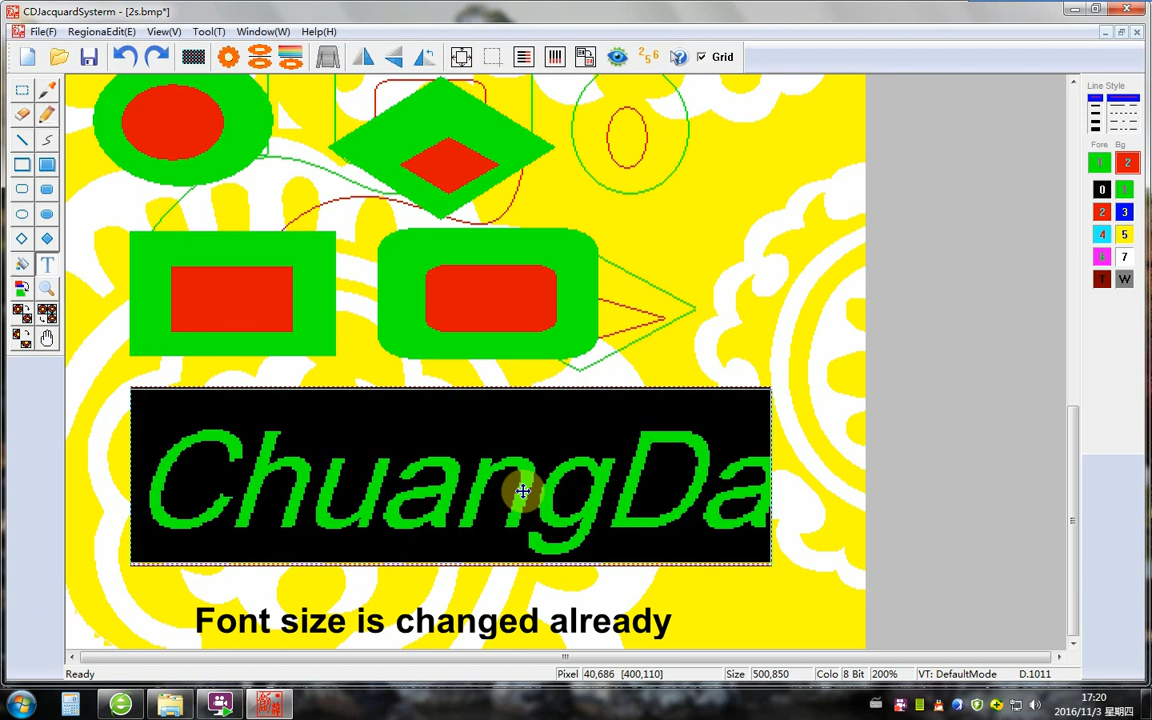 CDJacquardSysterm - [2s.bmp*]
File(F) RegionaEdit(E) View(V) Tool(T) Window(W) Help(H)
256 Grid
Line Style
Fore Bg
1 2
0 1
2 3
4 5
6 7
T W
ChuangDa
Font size is changed already
Ready Pixel 40,686 [400,110] Size 500,850 Colo 8 Bit 200% VT: DefaultMode D.1011
17:20
2016/11/3 星期四